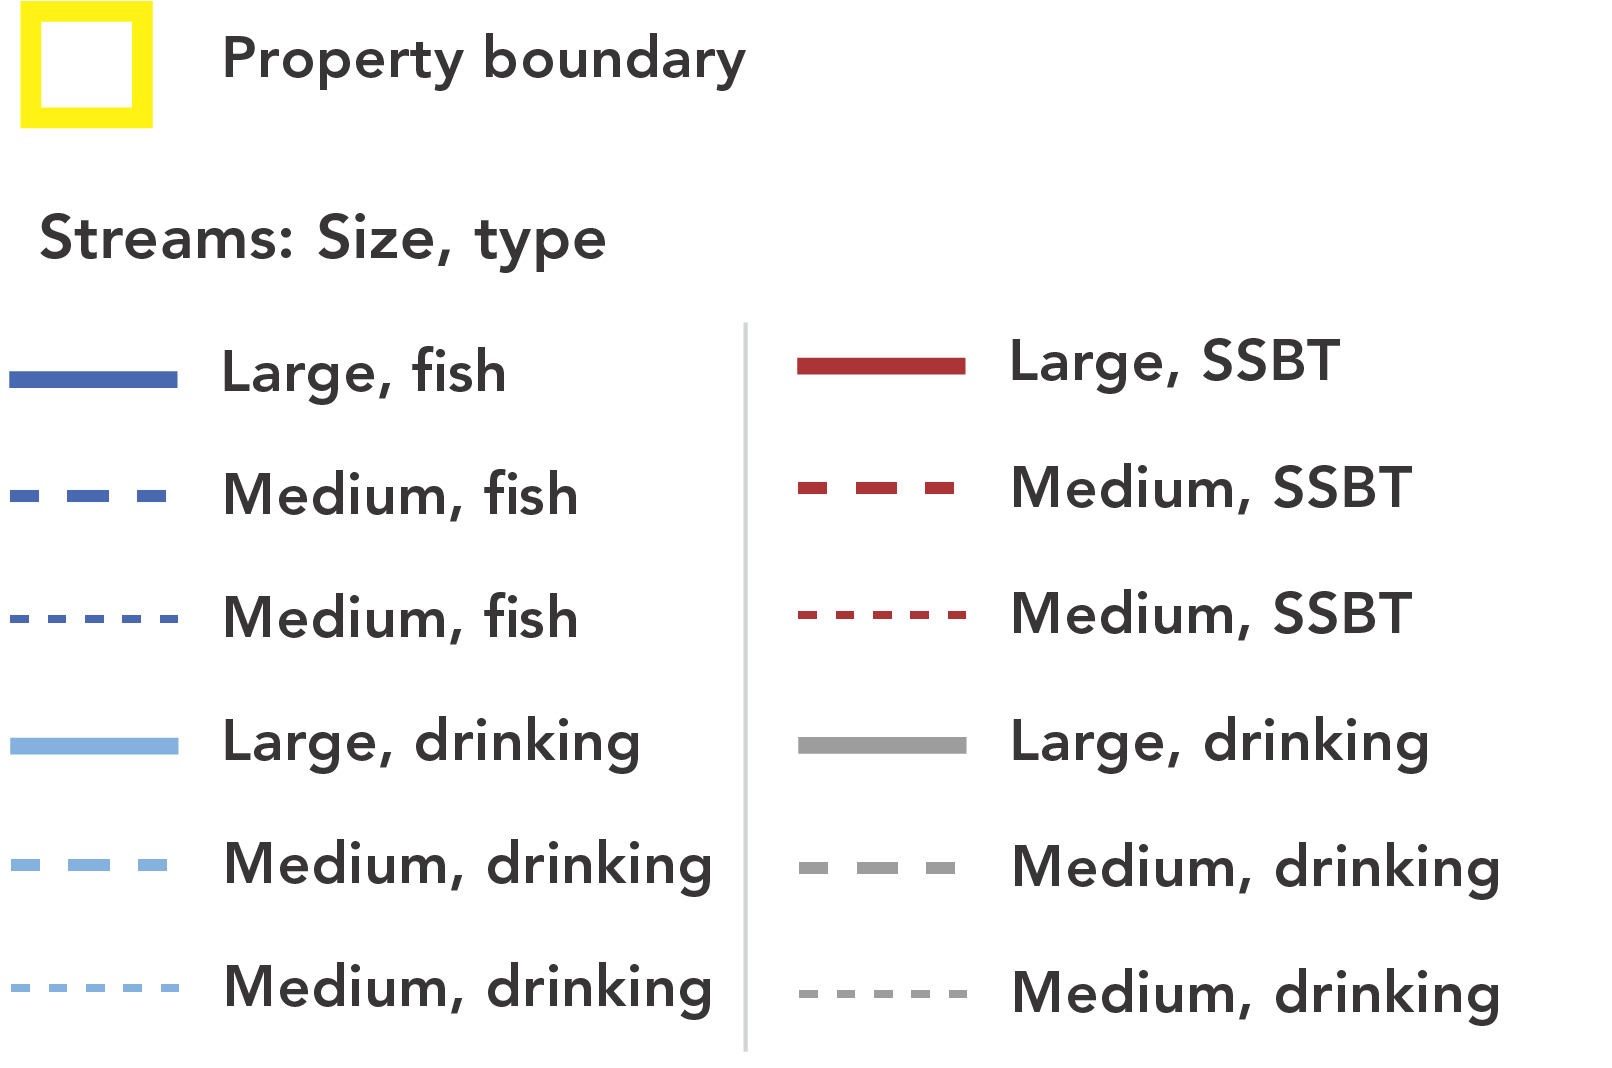 Property boundary
Streams: Size, type
Large, fish
Medium, fish
Medium, fish
Large, drinking
Medium, drinking
Medium, drinking
Large, SSBT
Medium, SSBT
Medium, SSBT
Large, drinking
Medium, drinking
Medium, drinking